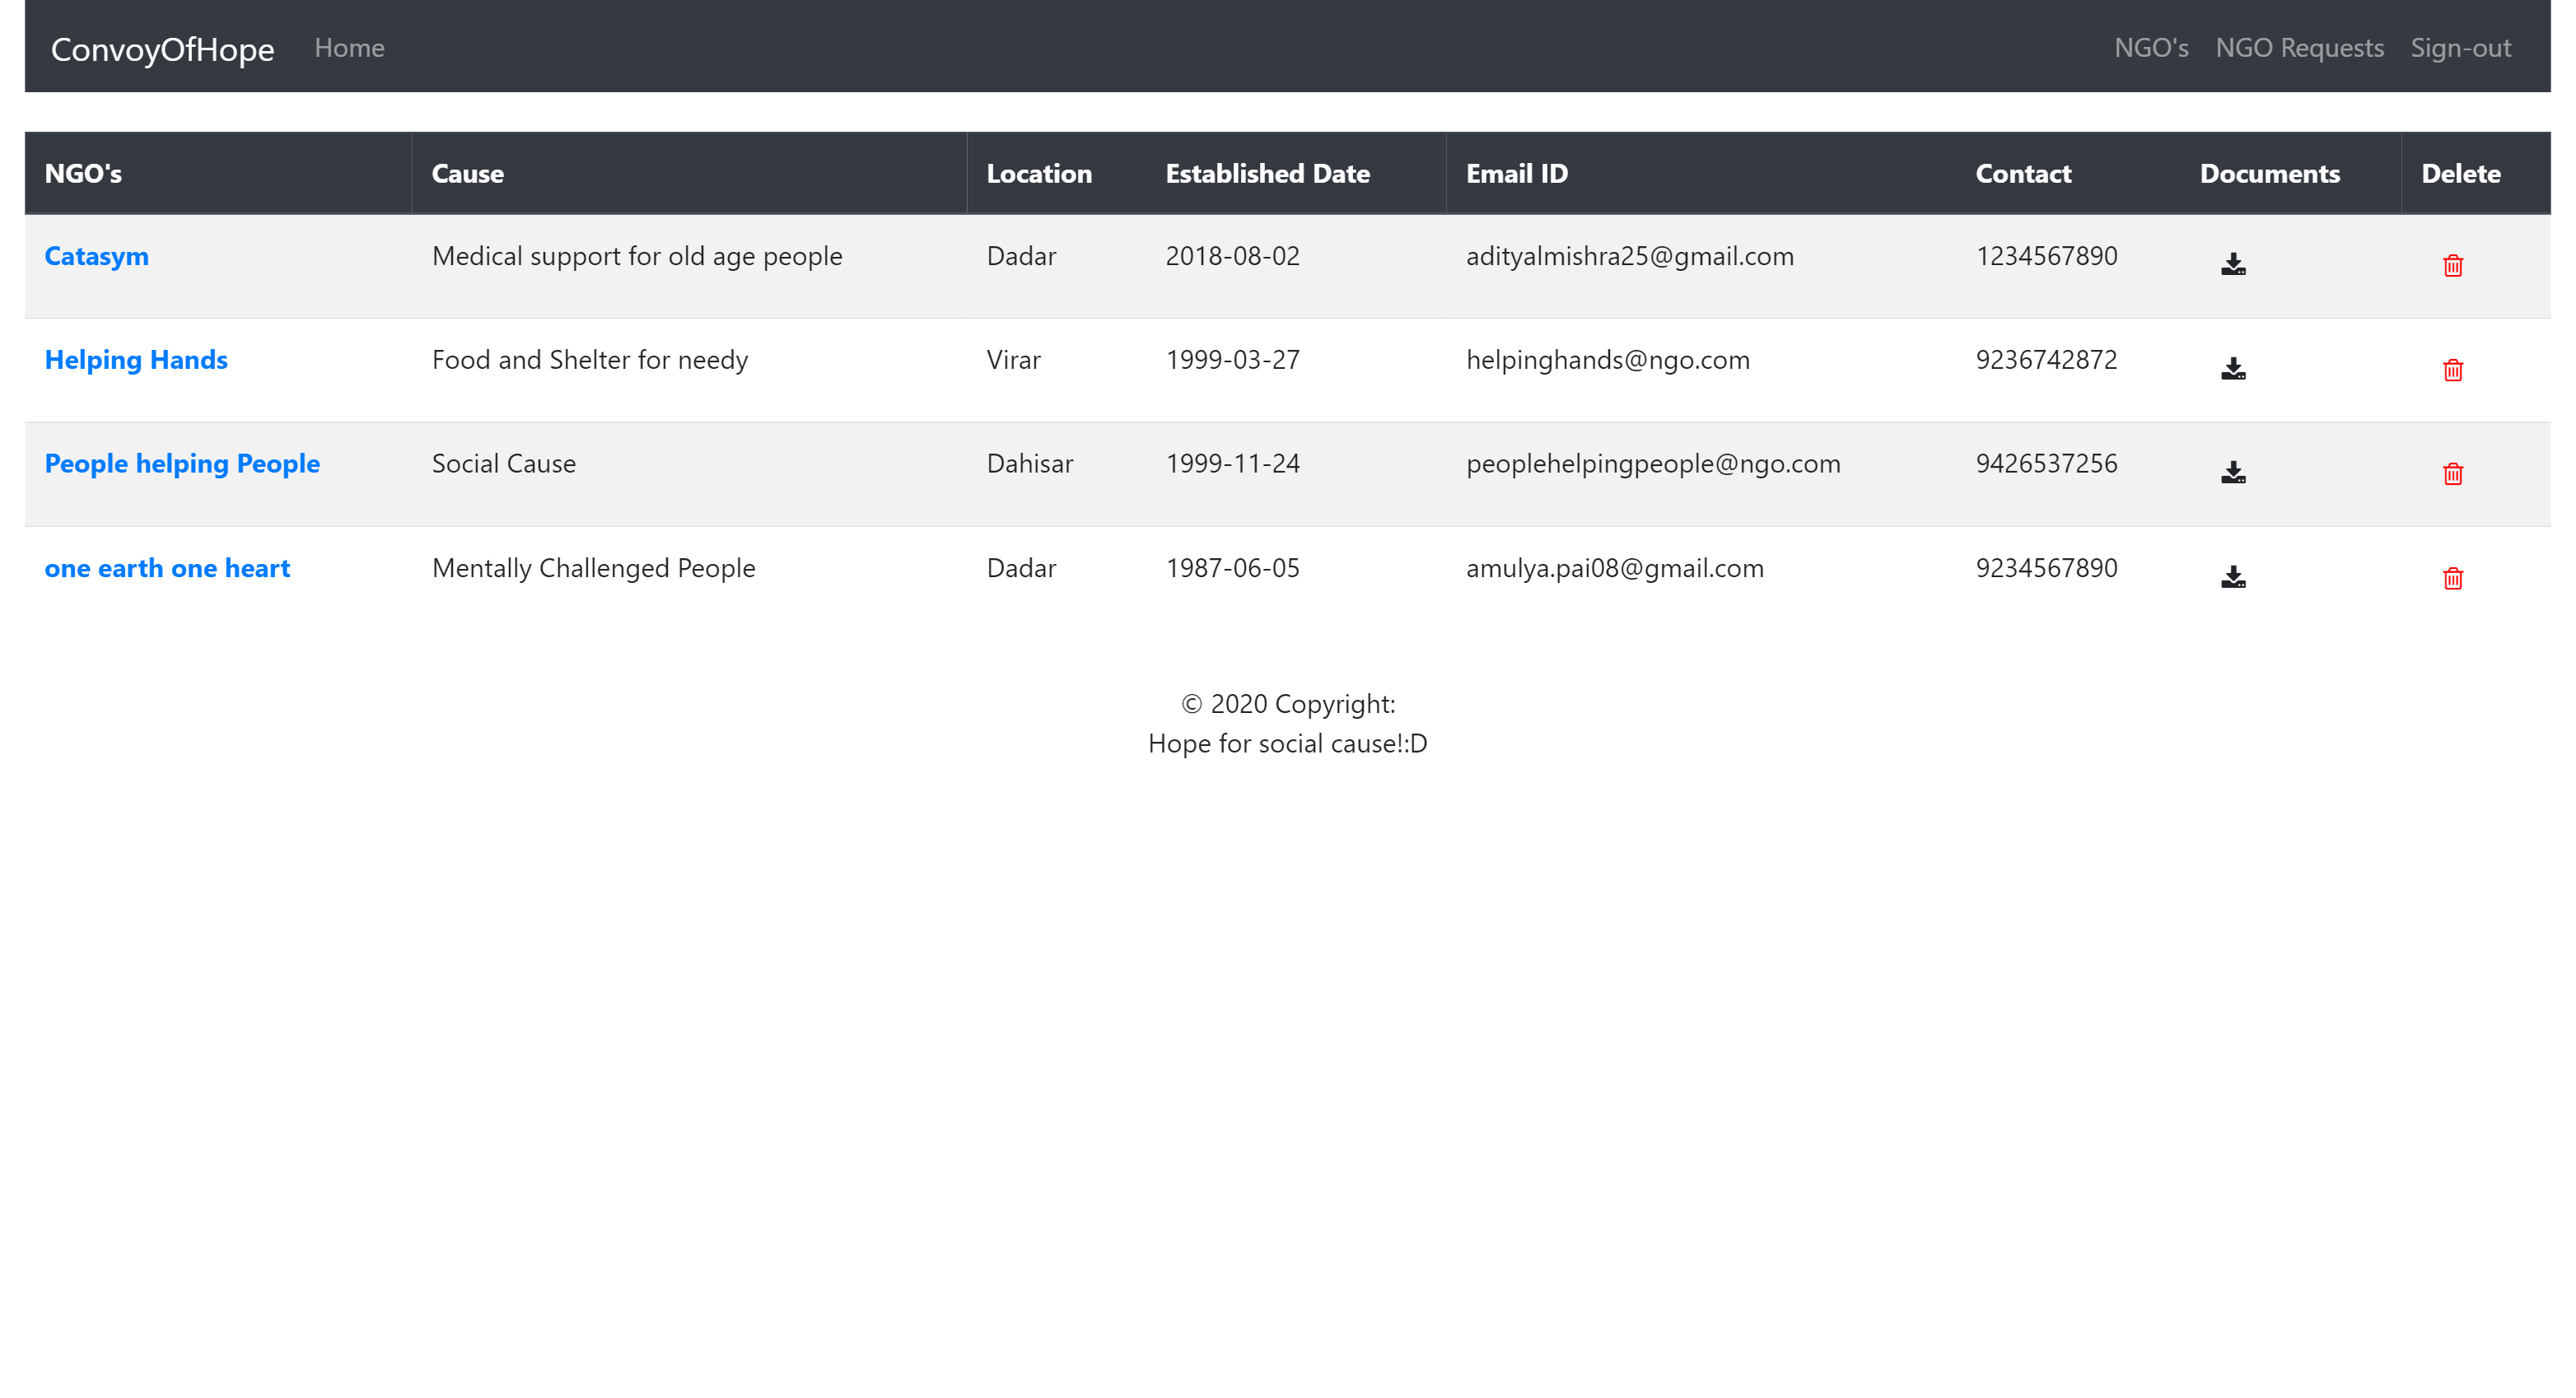 ConvoyOfHope Home NGO's NGO Requests Sign-out
NGO's Cause Location Established Date Email ID Contact Documents Delete
Catasym Medical support for old age people Dadar 2018-08-02 adityalmishra25@gmail.com 1234567890
Helping Hands Food and Shelter for needy Virar 1999-03-27 helpinghands@ngo.com 9236742872
People helping People Social Cause Dahisar 1999-11-24 peoplehelpingpeople@ngo.com 9426537256
one earth one heart Mentally Challenged People Dadar 1987-06-05 amulya.pai08@gmail.com 9234567890
© 2020 Copyright:
Hope for social cause!:D